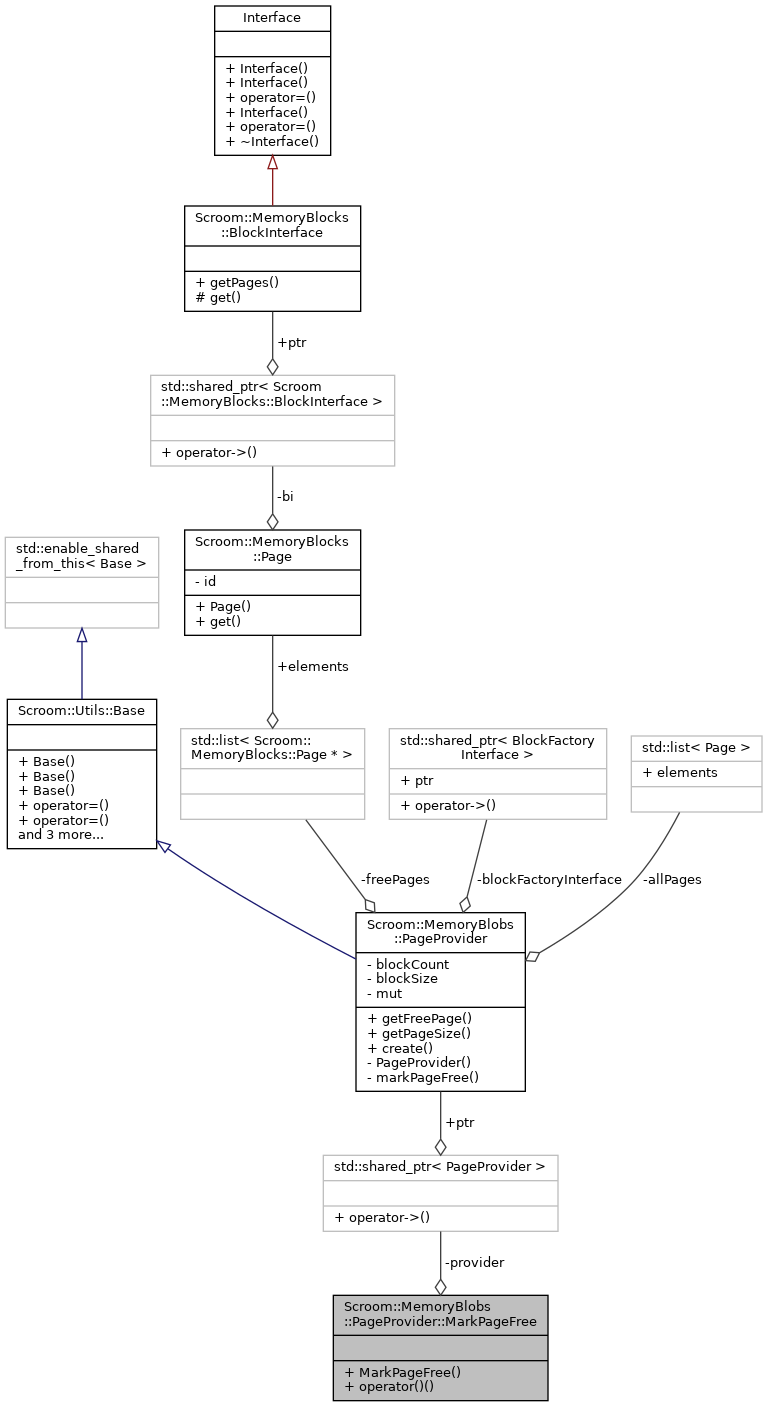 Interface
+ Interface()
+ Interface()
+ operator=()
+ Interface()
+ operator=()
+ ~Interface()
Scroom::MemoryBlocks
::BlockInterface
+ getPages()
# get()
+ptr
std::shared_ptr< Scroom
::MemoryBlocks::BlockInterface >
+ operator->()
-bi
Scroom::MemoryBlocks
::Page
- id
+ Page()
+ get()
std::enable_shared
_from_this< Base >
+elements
Scroom::Utils::Base
+ Base()
+ Base()
+ Base()
+ operator=()
+ operator=()
and 3 more...
std::list< Scroom::
MemoryBlocks::Page * >
std::shared_ptr< BlockFactory
Interface >
+ ptr
+ operator->()
std::list< Page >
+ elements
-freePages
-blockFactoryInterface
-allPages
Scroom::MemoryBlobs
::PageProvider
- blockCount
- blockSize
- mut
+ getFreePage()
+ getPageSize()
+ create()
- PageProvider()
- markPageFree()
+ptr
std::shared_ptr< PageProvider >
+ operator->()
-provider
Scroom::MemoryBlobs
::PageProvider::MarkPageFree
+ MarkPageFree()
+ operator()()